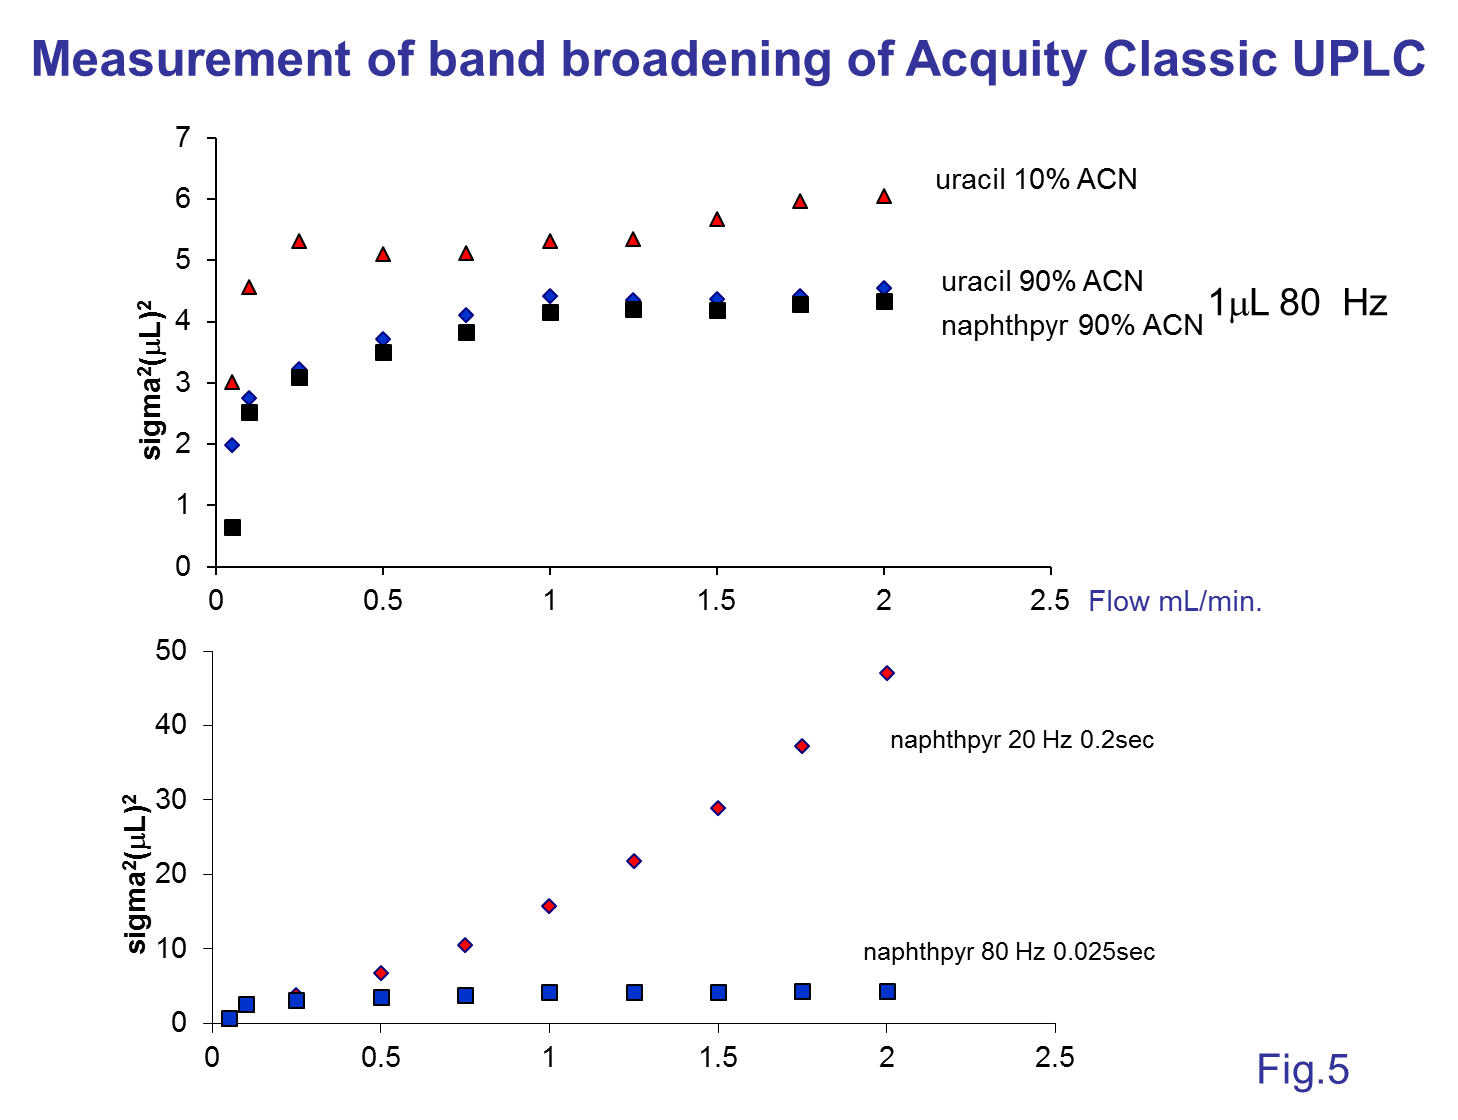 Measurement of band broadening of Acquity Classic UPLC
7
6
5
4
3
2
1
0
sigma²(μL)²
uracil 10% ACN
uracil 90% ACN
naphthpyr 90% ACN
1μL 80 Hz
0 0.5 1 1.5 2 2.5 Flow mL/min.
50
40
30
20
10
0
sigma²(μL)²
naphthpyr 20 Hz 0.2sec
naphthpyr 80 Hz 0.025sec
0 0.5 1 1.5 2 2.5
Fig.5